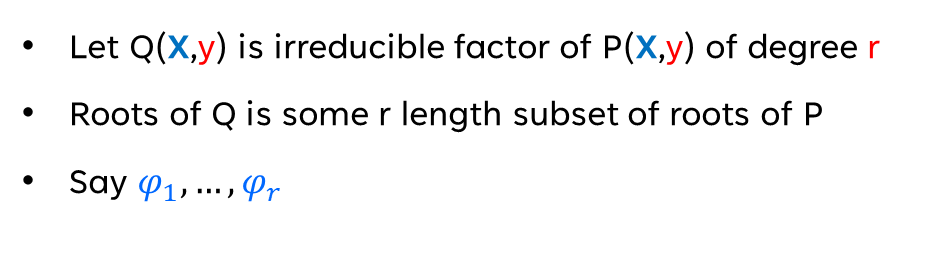 • Let Q(X,y) is irreducible factor of P(X,y) of degree r
• Roots of Q is some r length subset of roots of P
• Say φ₁, ... , φᵣ